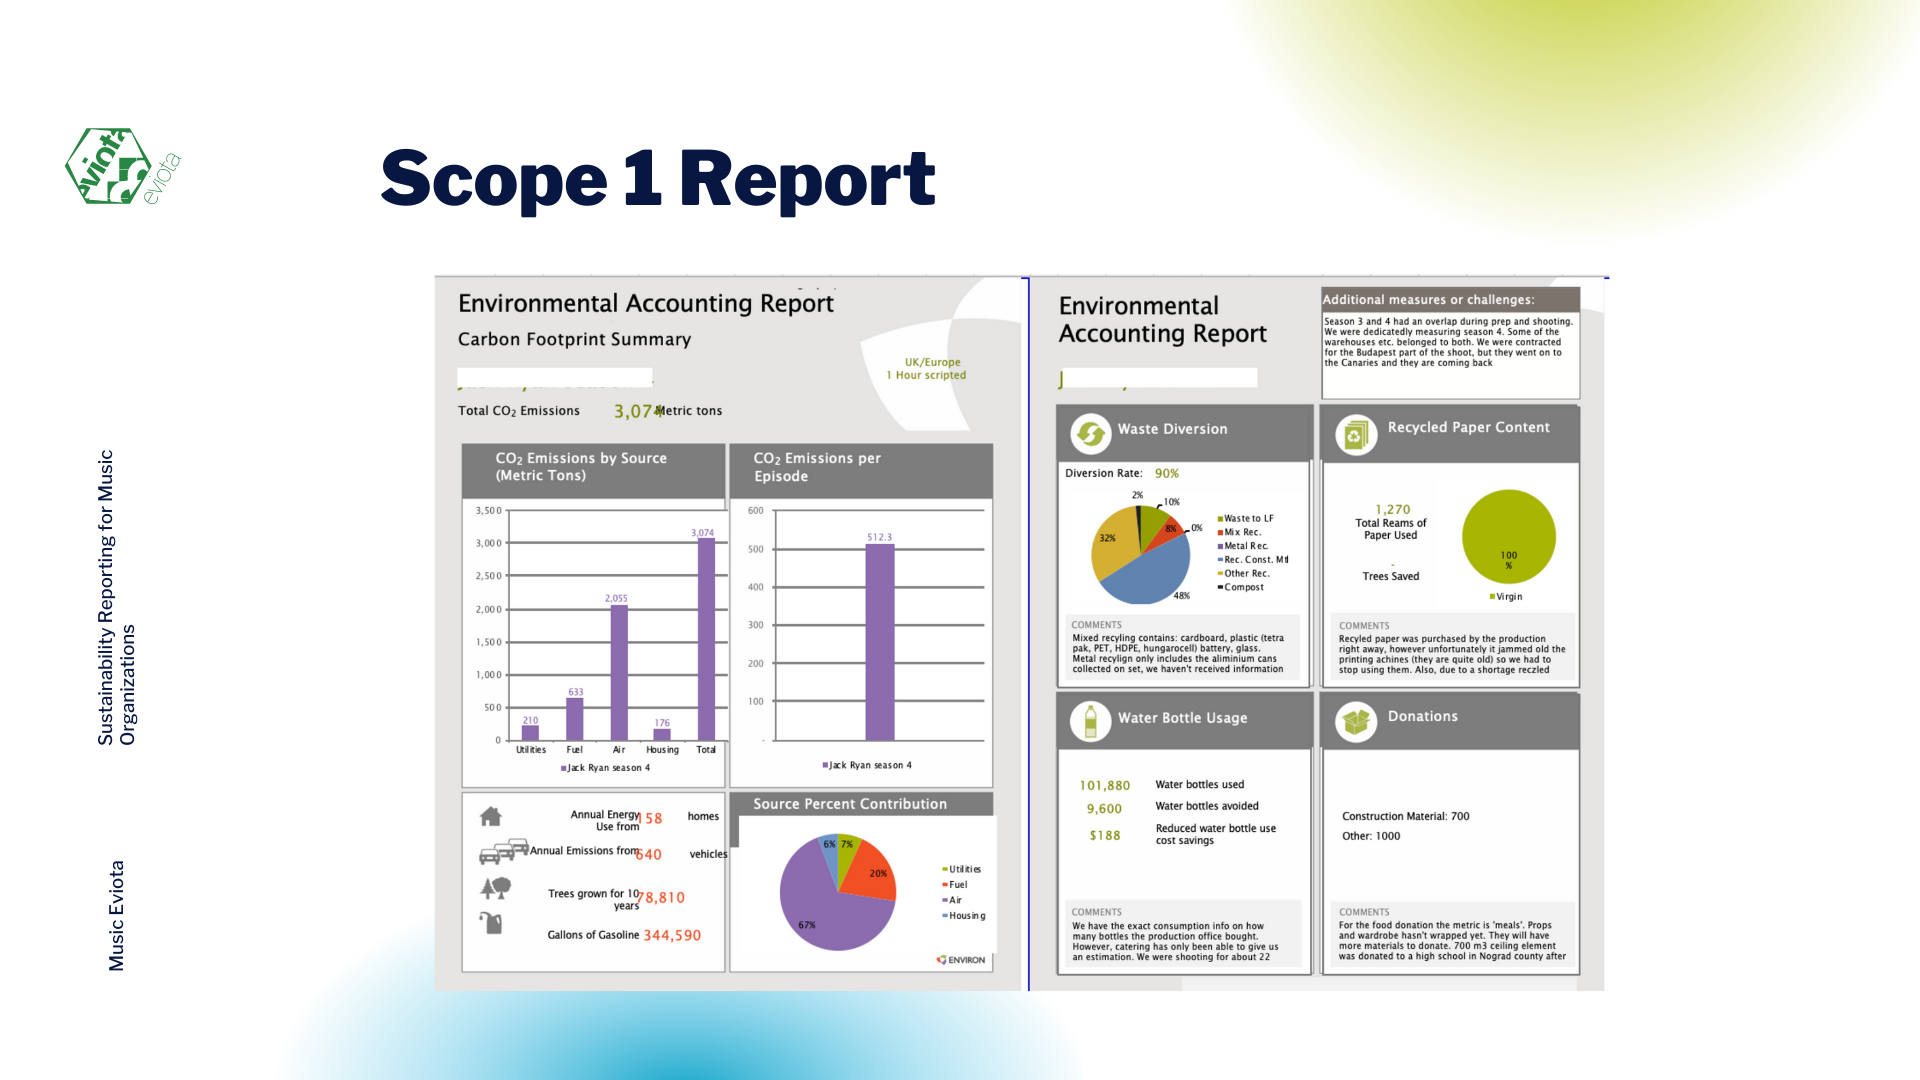 eviota
eviota
Scope 1 Report
Sustainability Reporting for Music
Organizations
Music Eviota
Environmental Accounting Report
Carbon Footprint Summary
UK/Europe
1 Hour scripted
Total CO₂ Emissions 3,074 Metric tons
CO₂ Emissions by Source
(Metric Tons)
3,500
3,000
2,500
2,000
1,500
1,000
500
0
210
633
2,055
176
3,074
Utilities Fuel Air Housing Total
Jack Ryan season 4
CO₂ Emissions per
Episode
600
500
400
300
200
100
-
512.3
Jack Ryan season 4
Annual Energy
Use from 158 homes
Annual Emissions from 640 vehicles
Trees grown for 10
years 78,810
Gallons of Gasoline 344,590
Source Percent Contribution
6% 7%
20%
67%
Utilities
Fuel
Air
Housing
ENVIRON
Environmental
Accounting Report
J
Additional measures or challenges:
Season 3 and 4 had an overlap during prep and shooting.
We were dedicatedly measuring season 4. Some of the
warehouses etc. belonged to both. We were contracted
for the Budapest part of the shoot, but they went on to
the Canaries and they are coming back
Waste Diversion
Diversion Rate: 90%
2%
10%
8%
0%
32%
48%
Waste to LF
Mix Rec.
Metal Rec.
Rec. Const. Mtl
Other Rec.
Compost
COMMENTS
Mixed recyling contains: cardboard, plastic (tetra
pak, PET, HDPE, hungarocell) battery, glass.
Metal recylign only includes the aliminium cans
collected on set, we haven't received information
Recycled Paper Content
1,270
Total Reams of
Paper Used
-
Trees Saved
100
%
Virgin
COMMENTS
Recyled paper was purchased by the production
right away, however unfortunately it jammed old the
printing achines (they are quite old) so we had to
stop using them. Also, due to a shortage reczled
Water Bottle Usage
101,880 Water bottles used
9,600 Water bottles avoided
$188 Reduced water bottle use
cost savings
COMMENTS
We have the exact consumption info on how
many bottles the production office bought.
However, catering has only been able to give us
an estimation. We were shooting for about 22
Donations
Construction Material: 700
Other: 1000
COMMENTS
For the food donation the metric is 'meals'. Props
and wardrobe hasn't wrapped yet. They will have
more materials to donate. 700 m3 ceiling element
was donated to a high school in Nograd county after